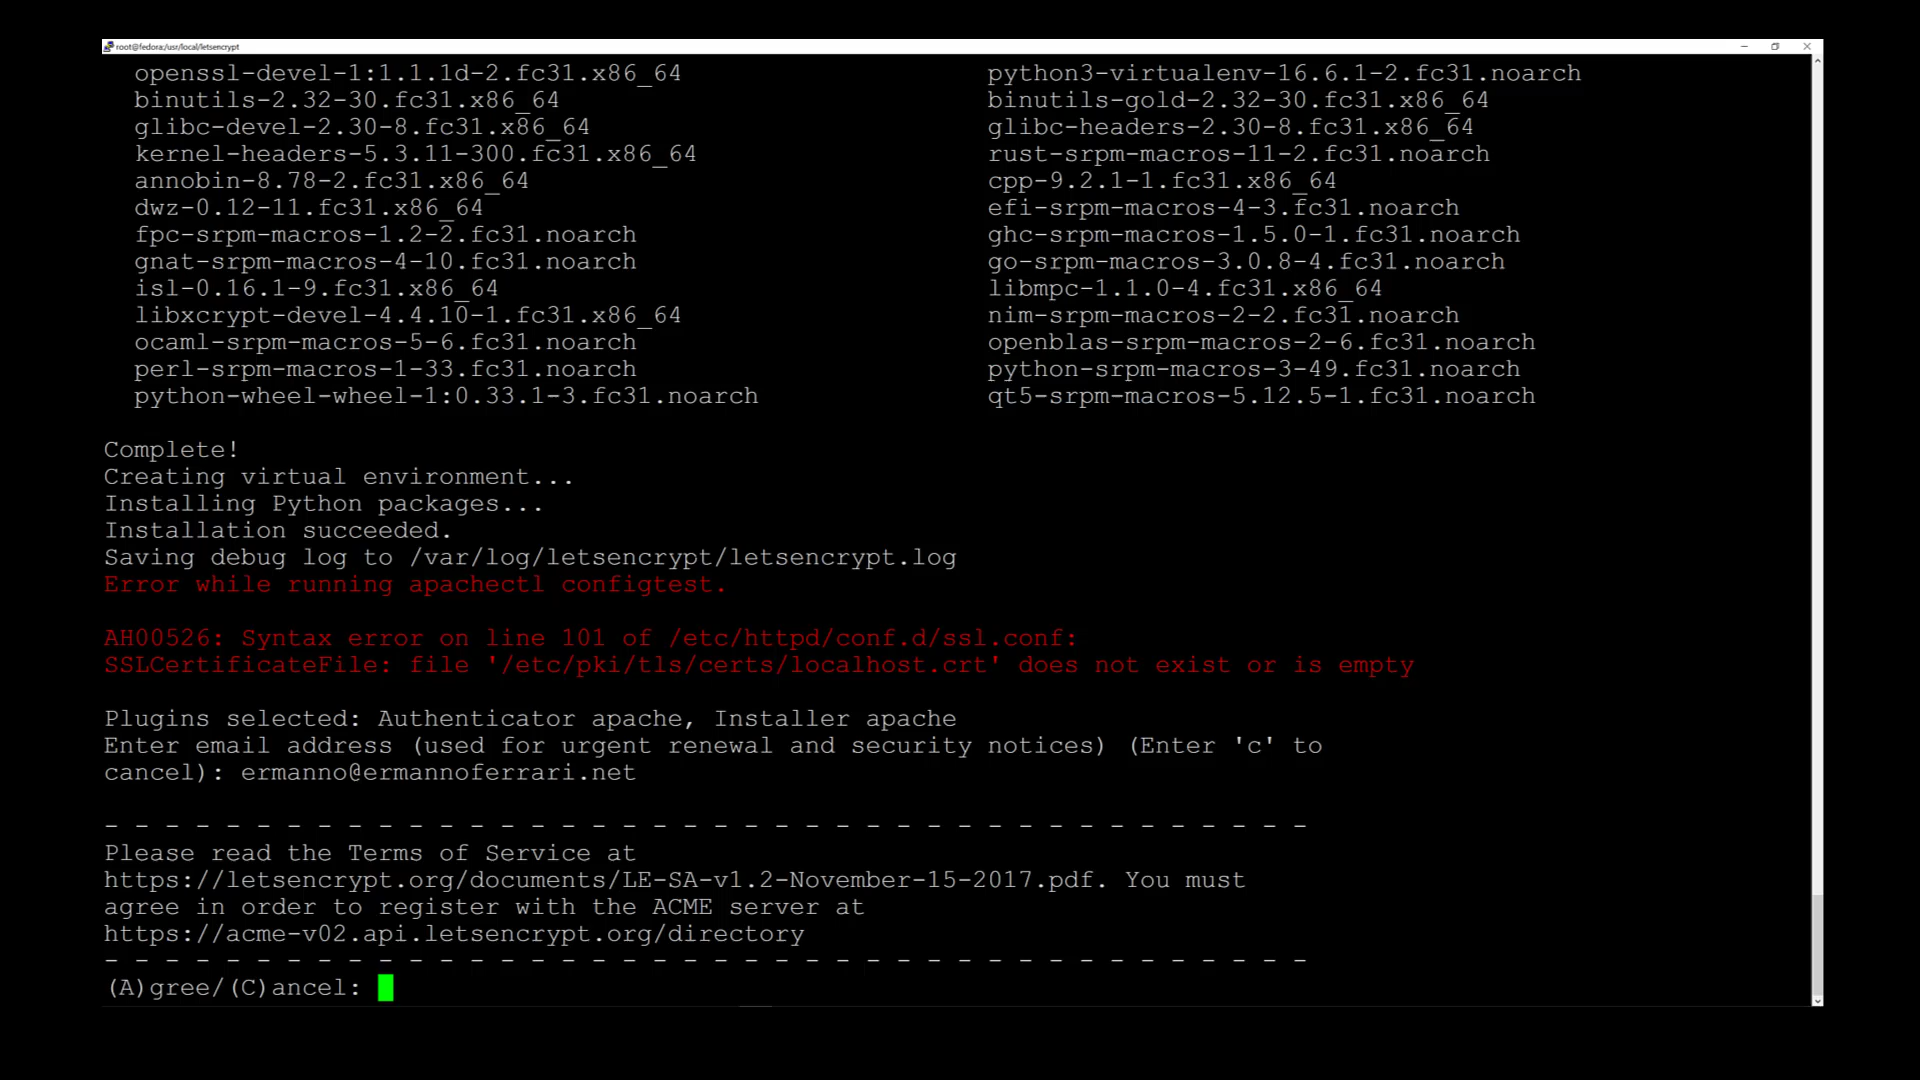 root@fedora:/usr/local/letsencrypt
openssl-devel-1:1.1.1d-2.fc31.x86_64 python3-virtualenv-16.6.1-2.fc31.noarch
binutils-2.32-30.fc31.x86_64 binutils-gold-2.32-30.fc31.x86_64
glibc-devel-2.30-8.fc31.x86_64 glibc-headers-2.30-8.fc31.x86_64
kernel-headers-5.3.11-300.fc31.x86_64 rust-srpm-macros-11-2.fc31.noarch
annobin-8.78-2.fc31.x86_64 cpp-9.2.1-1.fc31.x86_64
dwz-0.12-11.fc31.x86_64 efi-srpm-macros-4-3.fc31.noarch
fpc-srpm-macros-1.2-2.fc31.noarch ghc-srpm-macros-1.5.0-1.fc31.noarch
gnat-srpm-macros-4-10.fc31.noarch go-srpm-macros-3.0.8-4.fc31.noarch
isl-0.16.1-9.fc31.x86_64 libmpc-1.1.0-4.fc31.x86_64
libxcrypt-devel-4.4.10-1.fc31.x86_64 nim-srpm-macros-2-2.fc31.noarch
ocaml-srpm-macros-5-6.fc31.noarch openblas-srpm-macros-2-6.fc31.noarch
perl-srpm-macros-1-33.fc31.noarch python-srpm-macros-3-49.fc31.noarch
python-wheel-wheel-1:0.33.1-3.fc31.noarch qt5-srpm-macros-5.12.5-1.fc31.noarch
Complete!
Creating virtual environment...
Installing Python packages...
Installation succeeded.
Saving debug log to /var/log/letsencrypt/letsencrypt.log
Error while running apachectl configtest.
AH00526: Syntax error on line 101 of /etc/httpd/conf.d/ssl.conf:
SSLCertificateFile: file '/etc/pki/tls/certs/localhost.crt' does not exist or is empty
Plugins selected: Authenticator apache, Installer apache
Enter email address (used for urgent renewal and security notices) (Enter 'c' to
cancel): ermanno@ermannoferrari.net
- - - - - - - - - - - - - - - - - - - - - - - - - - - - - - - - - - - - - - - -
Please read the Terms of Service at
https://letsencrypt.org/documents/LE-SA-v1.2-November-15-2017.pdf. You must
agree in order to register with the ACME server at
https://acme-v02.api.letsencrypt.org/directory
- - - - - - - - - - - - - - - - - - - - - - - - - - - - - - - - - - - - - - - -
(A)gree/(C)ancel: